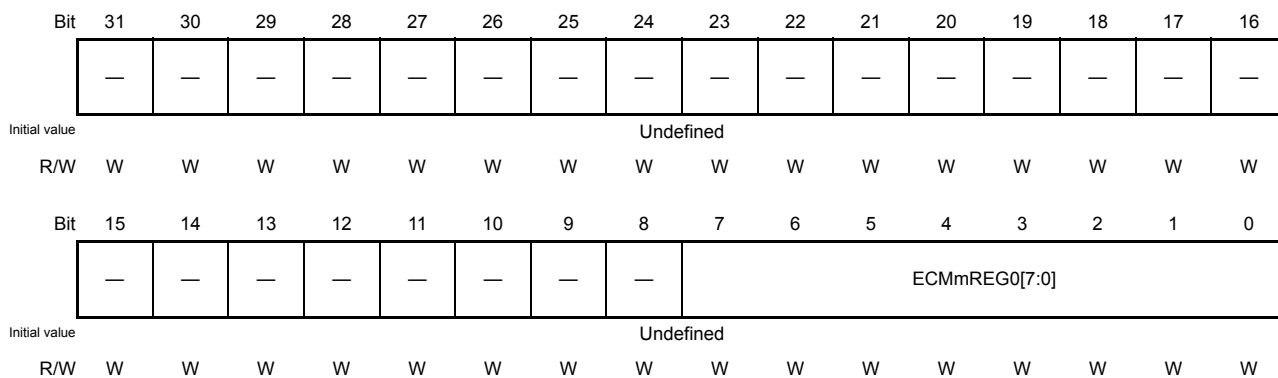 Bit 31 30 29 28 27 26 25 24 23 22 21 20 19 18 17 16
— — — — — — — — — — — — — — — —
Initial value Undefined
R/W W W W W W W W W W W W W W W W W
Bit 15 14 13 12 11 10 9 8 7 6 5 4 3 2 1 0
— — — — — — — — ECMmREG0[7:0]
Initial value Undefined
R/W W W W W W W W W W W W W W W W W